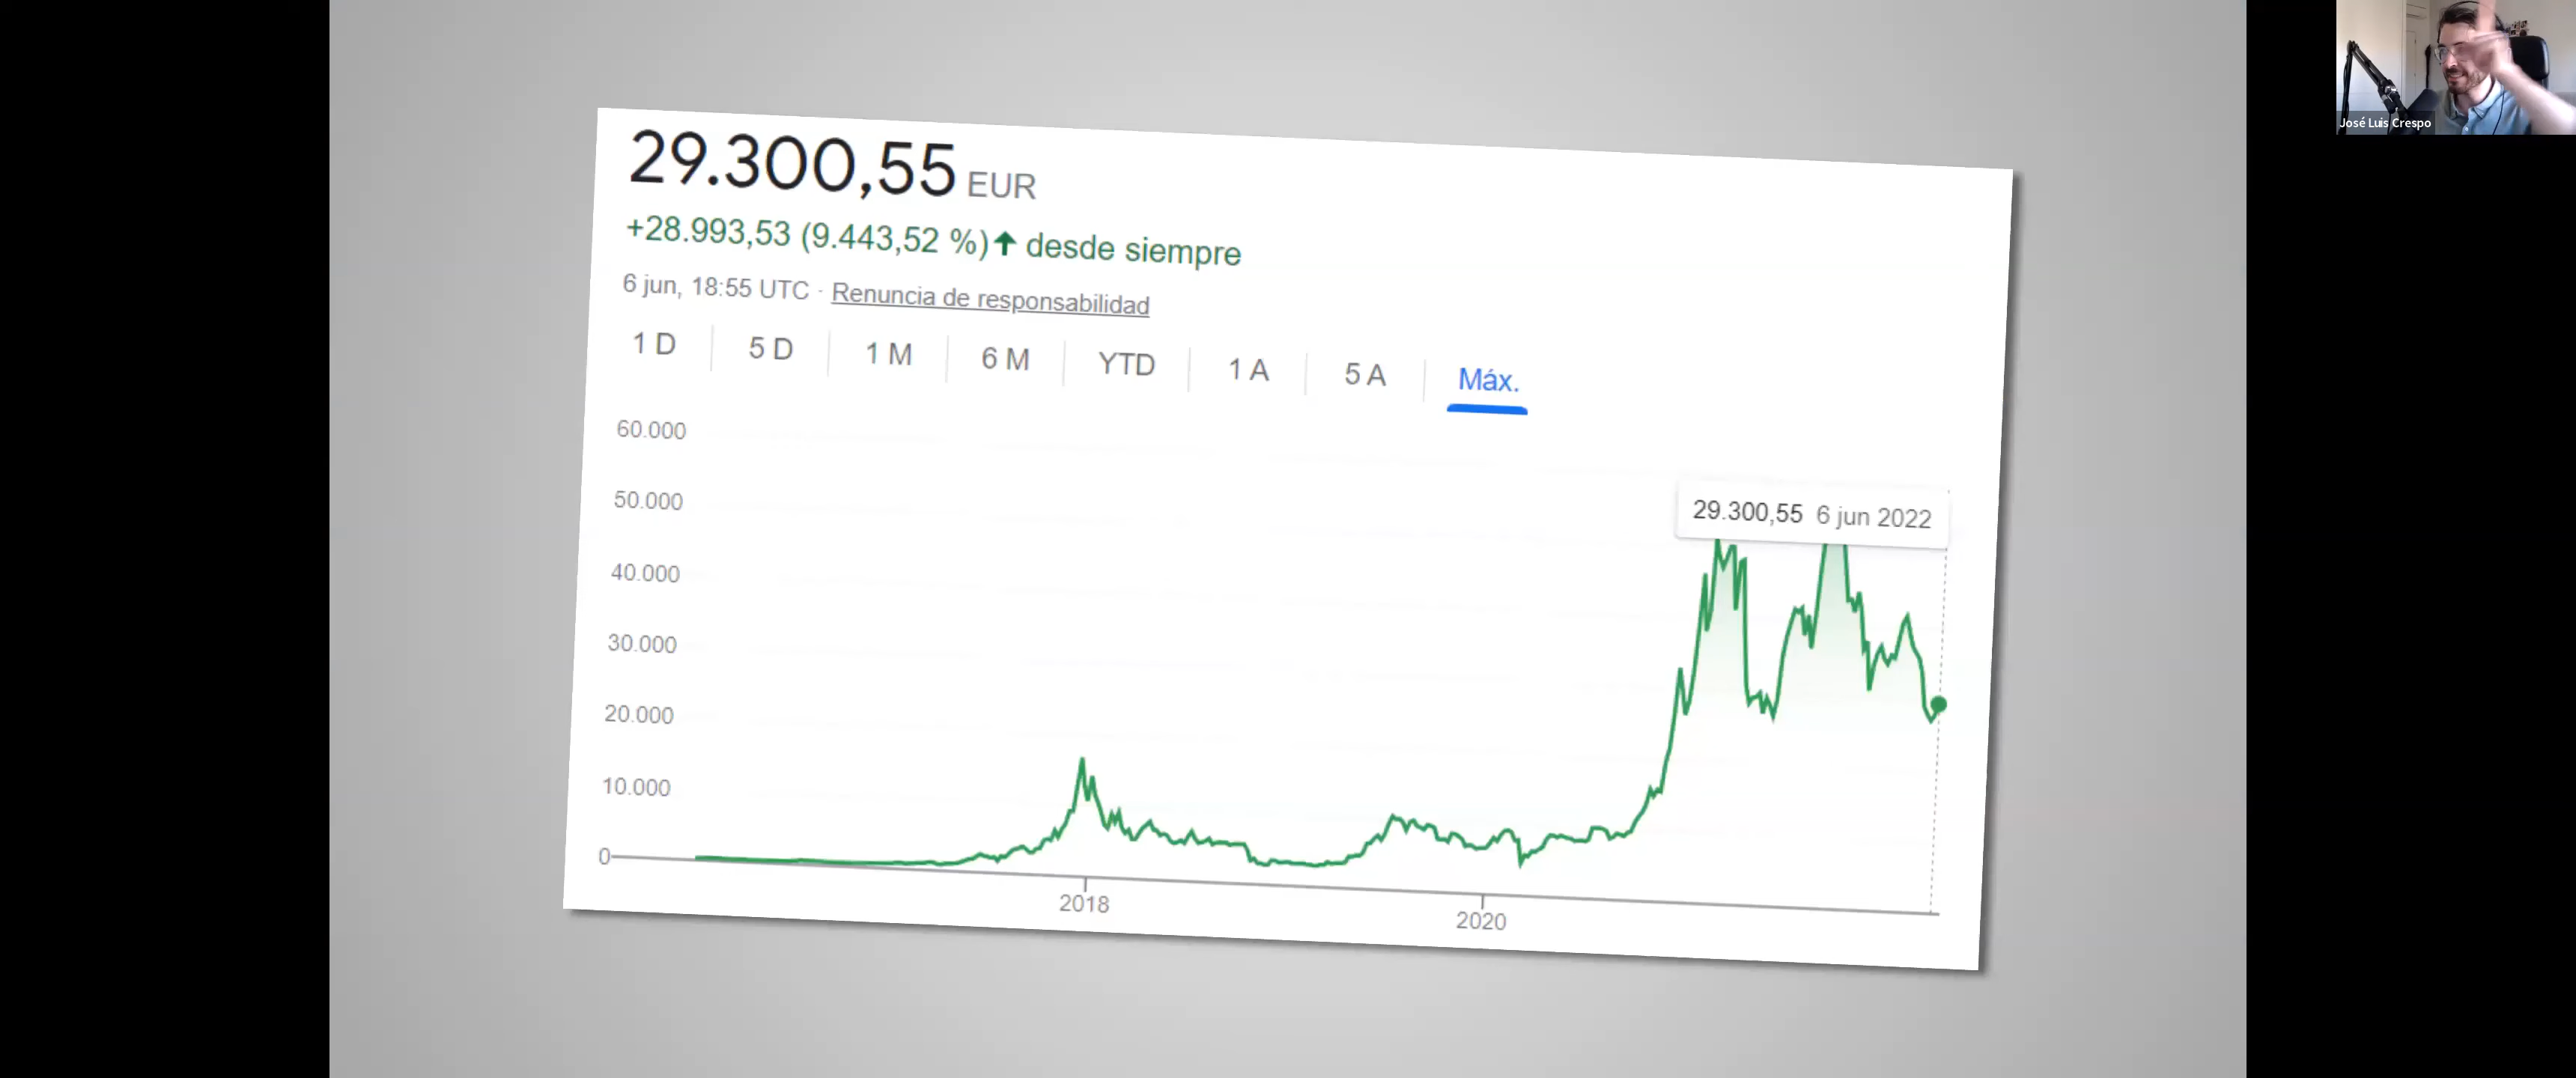 José Luis Crespo
29.300,55 EUR
+28.993,53 (9.443,52 %)↑ desde siempre
6 jun, 18:55 UTC · Renuncia de responsabilidad
1 D 5 D 1 M 6 M YTD 1 A 5 A Máx.
60.000
50.000
29.300,55 6 jun 2022
40.000
30.000
20.000
10.000
0
2018 2020